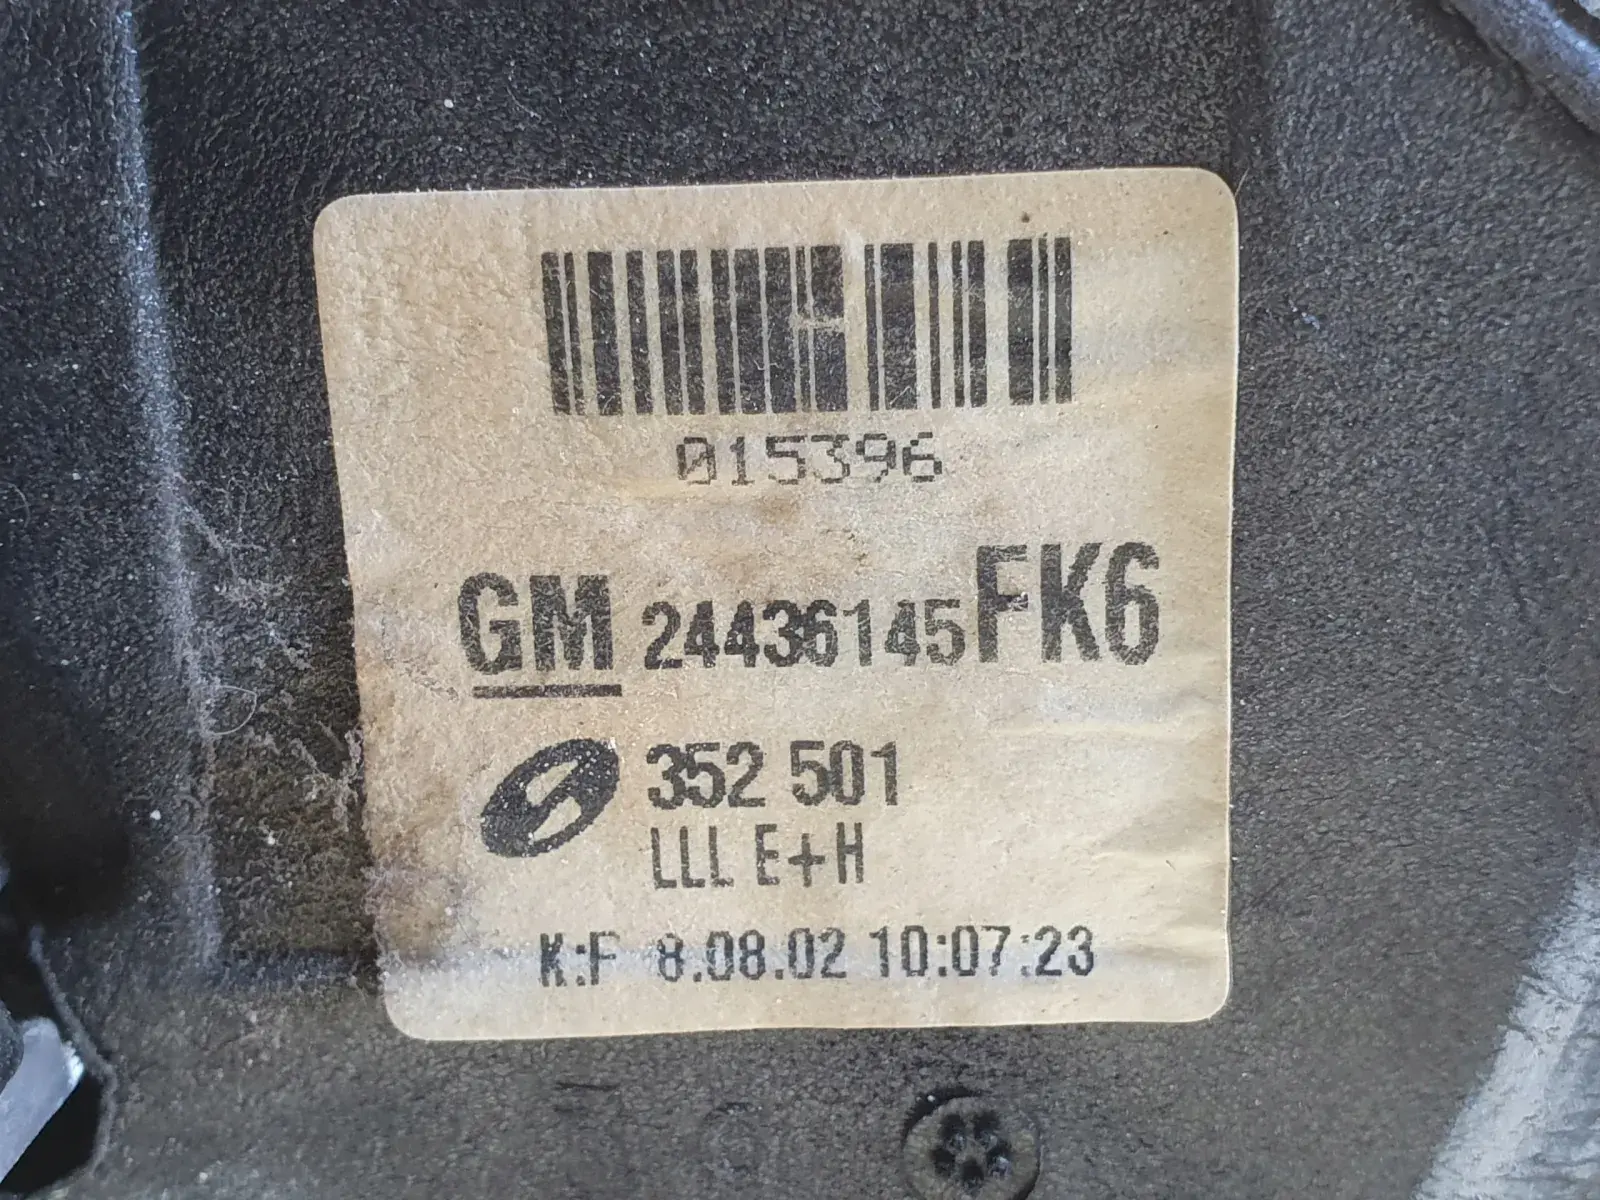 015396
GM 24436145 FK6
352 501
LLL E+H
K:F 8.08.02 10:07:23